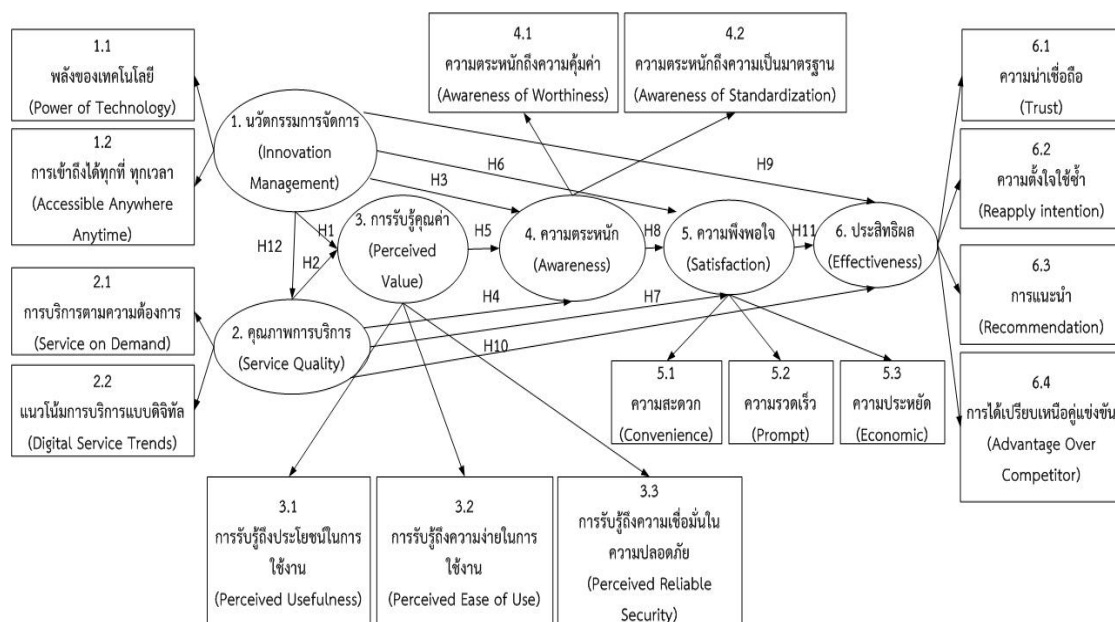 1.1
พลังของเทคโนโลยี
(Power of Technology)
1.2
การเข้าถึงได้ทุกที่ ทุกเวลา
(Accessible Anywhere
Anytime)
2.1
การบริการตามความต้องการ
(Service on Demand)
2.2
แนวโน้มการบริการแบบดิจิทัล
(Digital Service Trends)
1. นวัตกรรมการจัดการ
(Innovation
Management)
2. คุณภาพการบริการ
(Service Quality)
3. การรับรู้คุณค่า
(Perceived
Value)
4.1
ความตระหนักถึงความคุ้มค่า
(Awareness of Worthiness)
4.2
ความตระหนักถึงความเป็นมาตรฐาน
(Awareness of Standardization)
4. ความตระหนัก
(Awareness)
5. ความพึงพอใจ
(Satisfaction)
6. ประสิทธิผล
(Effectiveness)
H9
H6
H3
H1
H12
H2
H5
H8
H11
H4
H7
H10
3.1
การรับรู้ถึงประโยชน์ในการ
ใช้งาน
(Perceived Usefulness)
3.2
การรับรู้ถึงความง่ายในการ
ใช้งาน
(Perceived Ease of Use)
3.3
การรับรู้ถึงความเชื่อมั่นใน
ความปลอดภัย
(Perceived Reliable
Security)
5.1
ความสะดวก
(Convenience)
5.2
ความรวดเร็ว
(Prompt)
5.3
ความประหยัด
(Economic)
6.1
ความน่าเชื่อถือ
(Trust)
6.2
ความตั้งใจใช้ซ้ำ
(Reapply intention)
6.3
การแนะนำ
(Recommendation)
6.4
การได้เปรียบเหนือคู่แข่งขัน
(Advantage Over
Competitor)